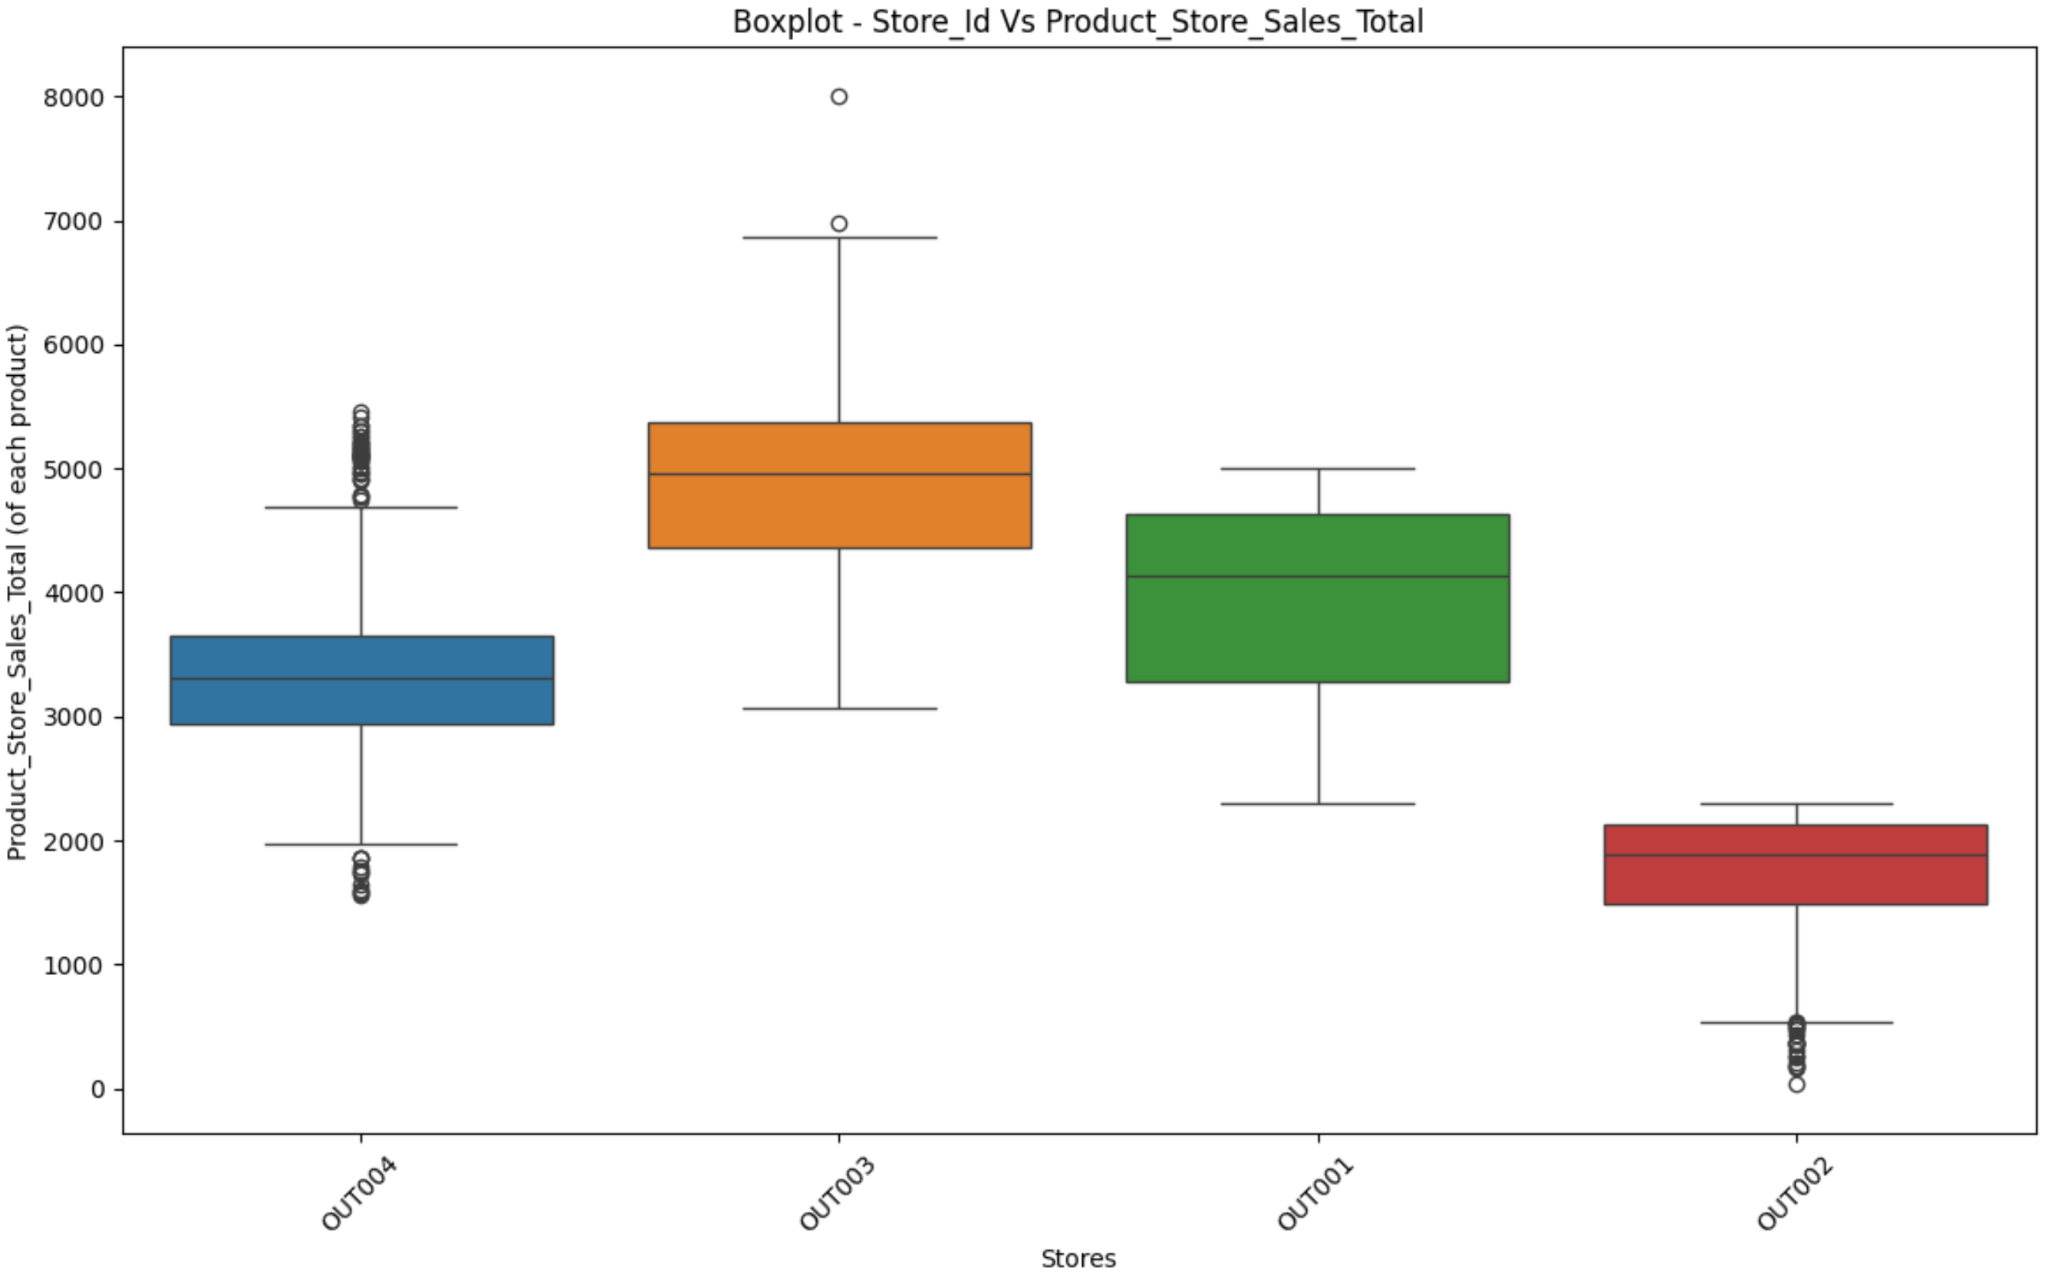 Boxplot - Store_Id Vs Product_Store_Sales_Total
Product_Store_Sales_Total (of each product)
8000
7000
6000
5000
4000
3000
2000
1000
0
OUT004
OUT003
OUT001
OUT002
Stores